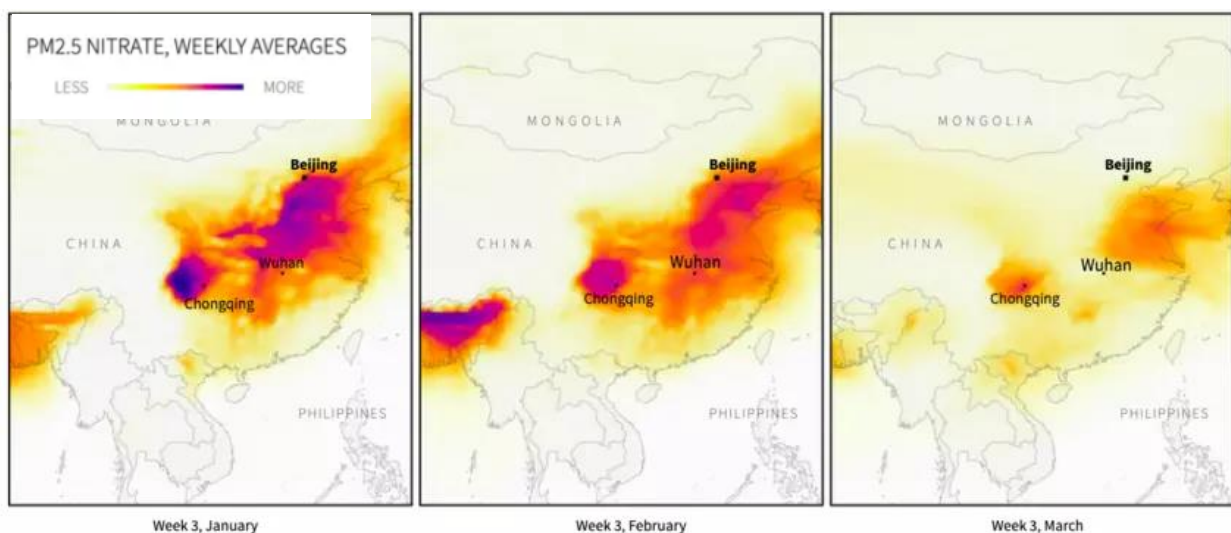 PM2.5 NITRATE, WEEKLY AVERAGES
LESS MORE
MONGOLIA
Beijing
CHINA
Wuhan
Chongqing
PHILIPPINES
Week 3, January
MONGOLIA
Beijing
CHINA
Wuhan
Chongqing
PHILIPPINES
Week 3, February
MONGOLIA
Beijing
CHINA
Wuhan
Chongqing
PHILIPPINES
Week 3, March